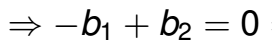 ⇒ −b₁ + b₂ = 0